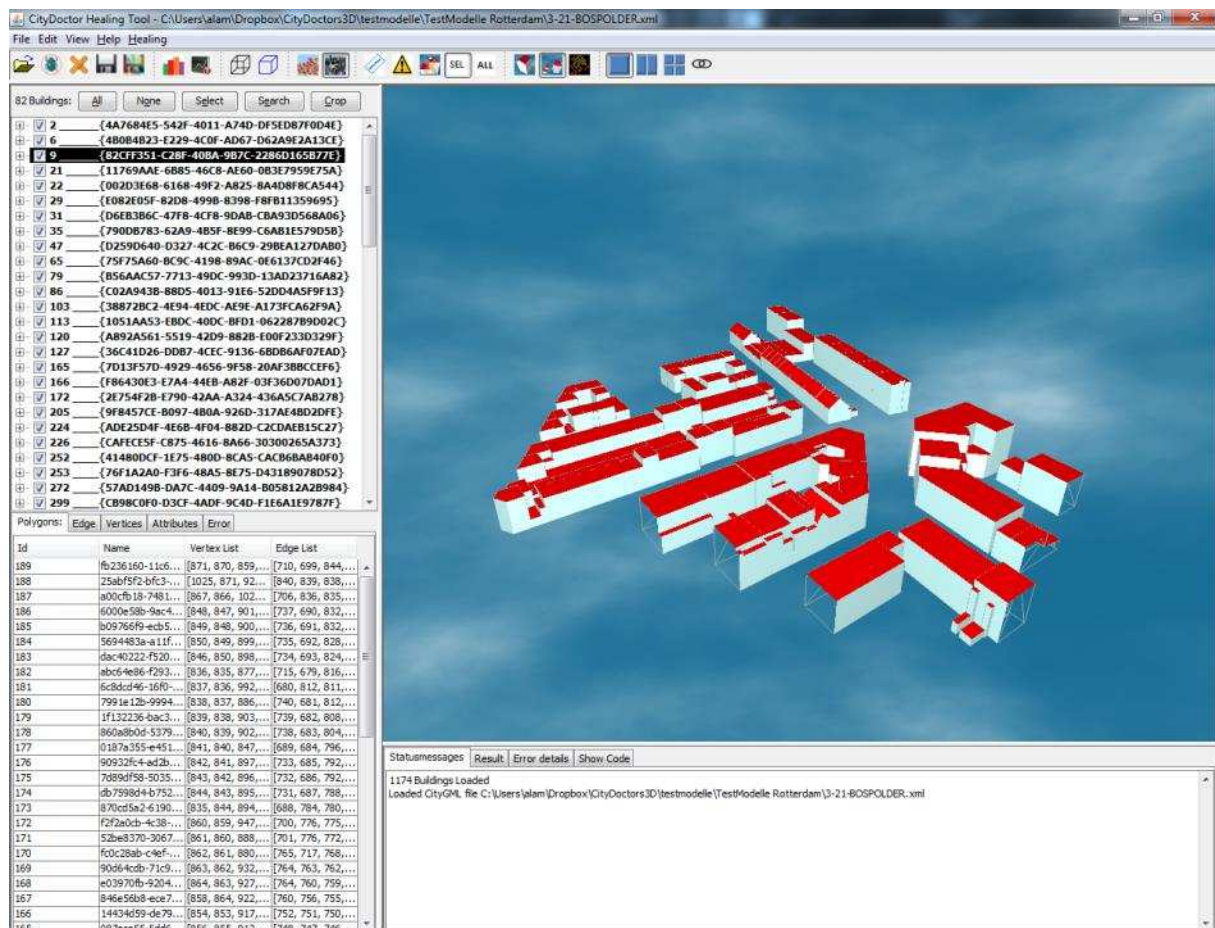 CityDoctor Healing Tool - C:\Users\alam\Dropbox\CityDoctors3D\testmodelle\TestModelle Rotterdam\3-21-BOSPOLDER.xml
File Edit View Help Healing
SEL ALL
82 Buildings: All None Select Search Crop
2 {4A7684E5-542F-4011-A74D-DF5ED87F0D4E}
6 {4B0B4B23-E229-4C0F-AD67-D62A9E2A13CE}
9 {82CFF351-C2BF-40BA-9B7C-2286D165B77E}
21 {11769AAE-6B85-46C8-AE60-0B3E7959E75A}
22 {002D3E68-6168-49F2-A825-8A4D8F8CA544}
29 {E082E05F-82D8-499B-8398-F8FB11359695}
31 {D6EB3B6C-47F8-4CF8-9DAB-CBA93D568A06}
35 {790DB783-62A9-4B5F-8E99-C6AB1E579D5B}
47 {D259D640-D327-4C2C-B6C9-29BEA127DAB0}
65 {75F75A60-BC9C-4198-89AC-0E6137CD2F46}
79 {B56AAC57-7713-49DC-993D-13AD23716A82}
86 {C02A943B-88D5-4013-91E6-52DD4A5F9F13}
103 {38872BC2-4E94-4EDC-AE9E-A173FCA62F9A}
113 {1051AA53-EBDC-40DC-BFD1-062287B9D02C}
120 {A892A561-5519-42D9-882B-E00F233D329F}
127 {36C41D26-DDB7-4CEC-9136-6BDB6AF07EAD}
165 {7D13F57D-4929-4656-9F58-20AF3BBCCEF6}
166 {F86430E3-E7A4-44EB-A82F-03F36D07DAD1}
172 {2E754F2B-E790-42AA-A324-436A5C7AB278}
205 {9F8457CE-B097-4B0A-926D-317AE4BD2DFE}
224 {ADE25D4F-4E6B-4F04-882D-C2CDAEB15C27}
226 {CAFECE5F-C875-4616-8A66-30300265A373}
252 {41480DCF-1E75-480D-8CA5-CACB6BAB40F0}
253 {76F1A2A0-F3F6-48A5-8E75-D43189078D52}
272 {57AD149B-DA7C-4409-9A14-B05812A2B984}
299 {CB98C0F0-D3CF-4ADF-9C4D-F1E6A1E9787F}
Polygons: Edge Vertices Attributes Error
Id Name Vertex List Edge List
189 fb236160-11c6... [871, 870, 859,... [710, 699, 844,...
188 25abf5f2-bfc3-... [1025, 871, 92... [840, 839, 838,...
187 a00cfb18-7481... [867, 866, 102... [706, 836, 835,...
186 6000e58b-9ac4... [848, 847, 901,... [737, 690, 832,...
185 b09766f9-ecb5... [849, 848, 900,... [736, 691, 832,...
184 5694483a-a11f... [850, 849, 899,... [735, 692, 828,...
183 dac40222-f520... [846, 850, 898,... [734, 693, 824,...
182 abc64e86-f293... [836, 835, 877,... [715, 679, 816,...
181 6c8dcd46-16f0-... [837, 836, 992,... [680, 812, 811,...
180 7991e12b-9994... [838, 837, 886,... [740, 681, 812,...
179 1f132236-bac3... [839, 838, 903,... [739, 682, 808,...
178 860a8b0d-5379... [840, 839, 902,... [738, 683, 804,...
177 0187a355-e451... [841, 840, 847,... [689, 684, 796,...
176 90932fc4-ad2b... [842, 841, 897,... [733, 685, 792,...
175 7d89df58-5035... [843, 842, 896,... [732, 686, 792,...
174 db7598d4-b752... [844, 843, 895,... [731, 687, 788,...
173 870cd5a2-6190... [835, 844, 894,... [688, 784, 780,...
172 f2f2a0cb-4c38-... [860, 859, 947,... [700, 776, 775,...
171 52be8370-3067... [861, 860, 888,... [701, 776, 772,...
170 fc0c28ab-c4ef-... [862, 861, 880,... [765, 717, 768,...
169 90d64cdb-71c9... [863, 862, 932,... [764, 763, 762,...
168 e03970fb-9204... [864, 863, 927,... [764, 760, 759,...
167 846e56b8-ece7... [858, 864, 922,... [760, 756, 755,...
166 14434d59-de79... [854, 853, 917,... [752, 751, 750,...
Statusmessages Result Error details Show Code
1174 Buildings Loaded
Loaded CityGML file C:\Users\alam\Dropbox\CityDoctors3D\testmodelle\TestModelle Rotterdam\3-21-BOSPOLDER.xml